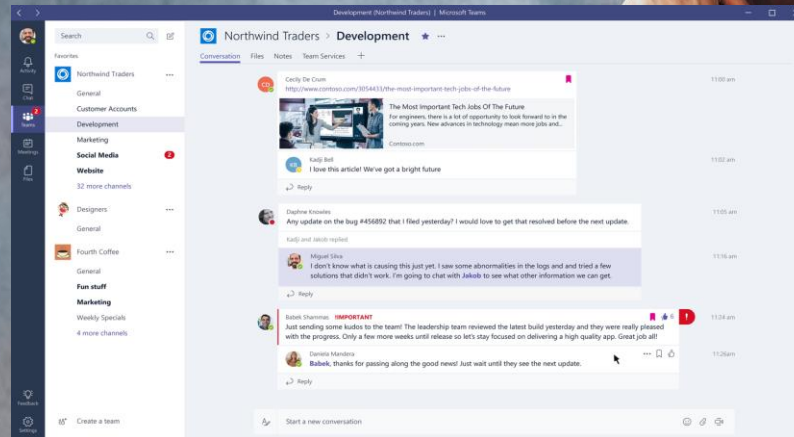 Development (Northwind Traders) | Microsoft Teams
Search
Favorites
Activity
Chat
2
Teams
Meetings
Files
Feedback
Settings
Northwind Traders
General
Customer Accounts
Development
Marketing
Social Media 2
Website
32 more channels
Designers
General
Fourth Coffee
General
Fun stuff
Marketing
Weekly Specials
4 more channels
Create a team
Northwind Traders > Development
Conversation Files Notes Team Services +
CD
Cecily De Crum 11:00 am
http://www.contoso.com/3054433/the-most-important-tech-jobs-of-the-future
The Most Important Tech Jobs Of The Future
For engineers, there is a lot of opportunity to look forward to in the
coming years. New advances in technology mean more jobs and...
Contoso.com
Kadji Bell 11:02 am
I love this article! We've got a bright future
Reply
Daphne Knowles 11:05 am
Any update on the bug #456892 that I filed yesterday? I would love to get that resolved before the next update.
Kadji and Jakob replied
Miguel Silva 11:16 am
I don't know what is causing this just yet. I saw some abnormalities in the logs and and tried a few
solutions that didn't work. I'm going to chat with Jakob to see what other information we can get.
Reply
Babek Shammas !IMPORTANT 6 ! 11:24 am
Just sending some kudos to the team! The leadership team reviewed the latest build yesterday and they were really pleased
with the progress. Only a few more weeks until release so let's stay focused on delivering a high quality app. Great job all!
Daniela Mandera 11:26am
Babek, thanks for passing along the good news! Just wait until they see the next update.
Reply
Start a new conversation